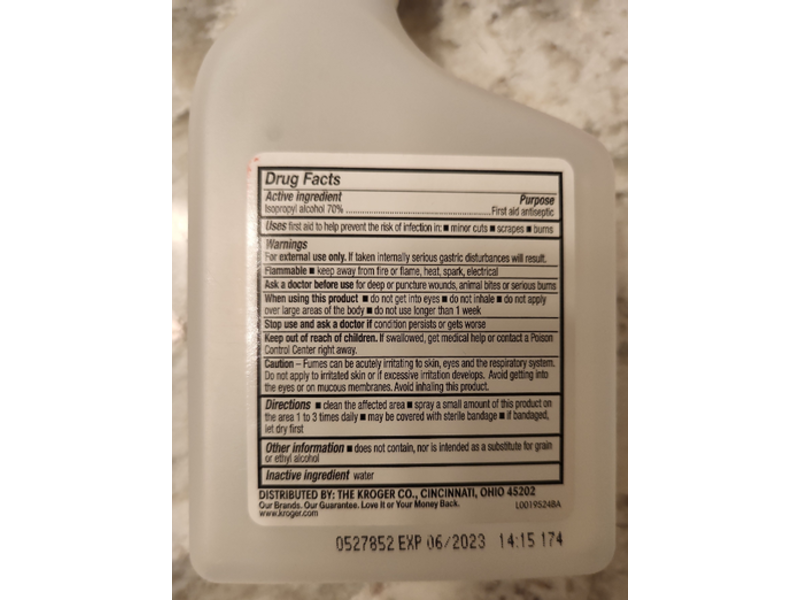 Drug Facts
Active ingredient Purpose
Isopropyl alcohol 70% ........................................ First aid antiseptic
Uses first aid to help prevent the risk of infection in: ■ minor cuts ■ scrapes ■ burns
Warnings
For external use only. If taken internally serious gastric disturbances will result.
Flammable ■ keep away from fire or flame, heat, spark, electrical
Ask a doctor before use for deep or puncture wounds, animal bites or serious burns
When using this product ■ do not get into eyes ■ do not inhale ■ do not apply
over large areas of the body ■ do not use longer than 1 week
Stop use and ask a doctor if condition persists or gets worse
Keep out of reach of children. If swallowed, get medical help or contact a Poison
Control Center right away.
Caution – Fumes can be acutely irritating to skin, eyes and the respiratory system.
Do not apply to irritated skin or if excessive irritation develops. Avoid getting into
the eyes or on mucous membranes. Avoid inhaling this product.
Directions ■ clean the affected area ■ spray a small amount of this product on
the area 1 to 3 times daily ■ may be covered with sterile bandage ■ if bandaged,
let dry first
Other information ■ does not contain, nor is intended as a substitute for grain
or ethyl alcohol
Inactive ingredient water
DISTRIBUTED BY: THE KROGER CO., CINCINNATI, OHIO 45202
Our Brands. Our Guarantee. Love it or Your Money Back. L0019524BA
www.kroger.com
0527852 EXP 06/2023 14:15 174